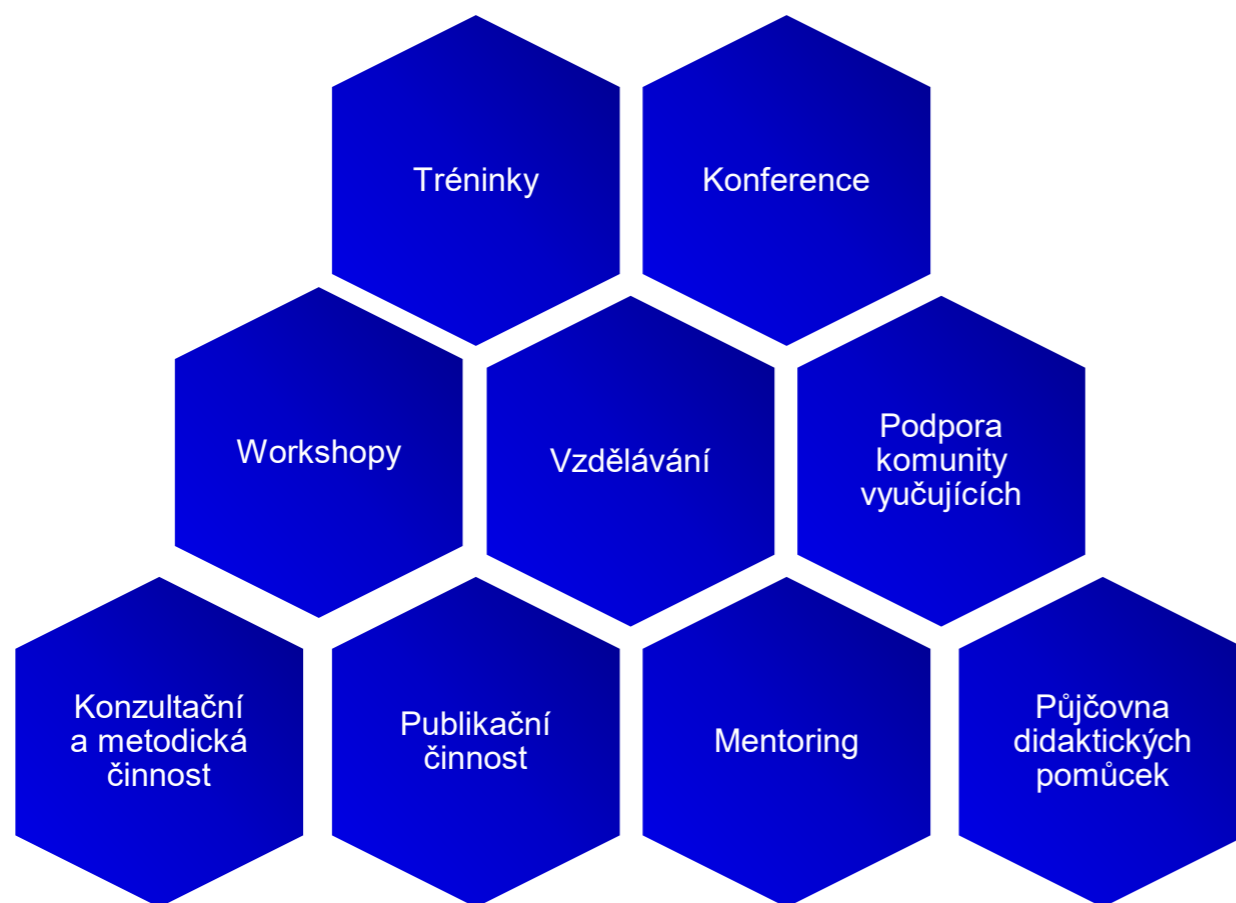 Tréninky
Konference
Workshopy
Vzdělávání
Podpora
komunity
vyučujících
Konzultační
a metodická
činnost
Publikační
činnost
Mentoring
Půjčovna
didaktických
pomůcek